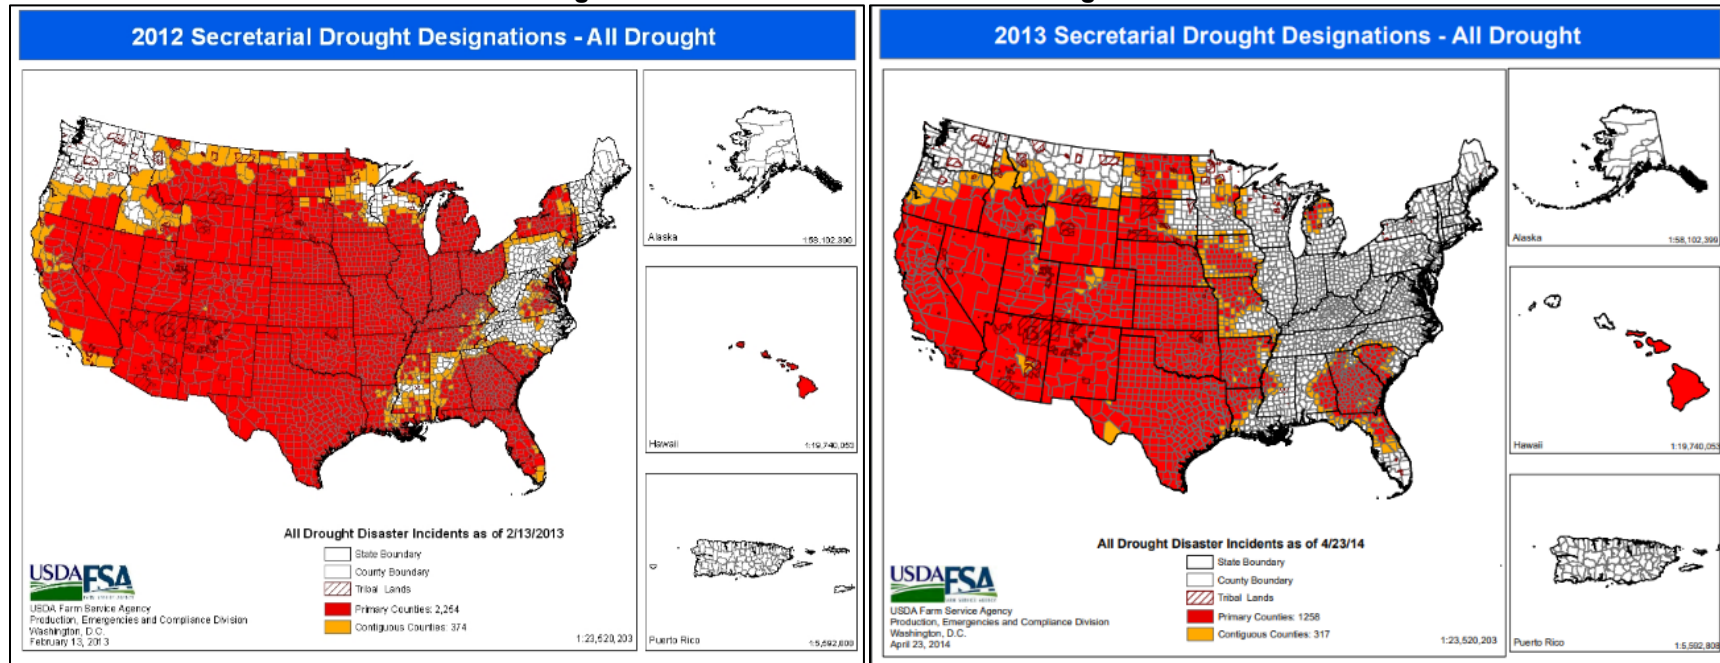 2012 Secretarial Drought Designations - All Drought
Alaska
1:58,102,399
Hawaii
1:19,740,053
All Drought Disaster Incidents as of 2/13/2013
State Boundary
County Boundary
Tribal Lands
Primary Counties: 2,254
Contiguous Counties: 374
USDA FSA
USDA Farm Service Agency
Production, Emergencies and Compliance Division
Washington, D.C.
February 13, 2013
1:23,520,203
Puerto Rico
1:5,592,808
2013 Secretarial Drought Designations - All Drought
Alaska
1:58,102,399
Hawaii
1:19,740,053
All Drought Disaster Incidents as of 4/23/14
State Boundary
County Boundary
Tribal Lands
Primary Counties: 1258
Contiguous Counties: 317
USDA FSA
USDA Farm Service Agency
Production, Emergencies and Compliance Division
Washington, D.C.
April 23, 2014
1:23,520,203
Puerto Rico
1:5,592,808